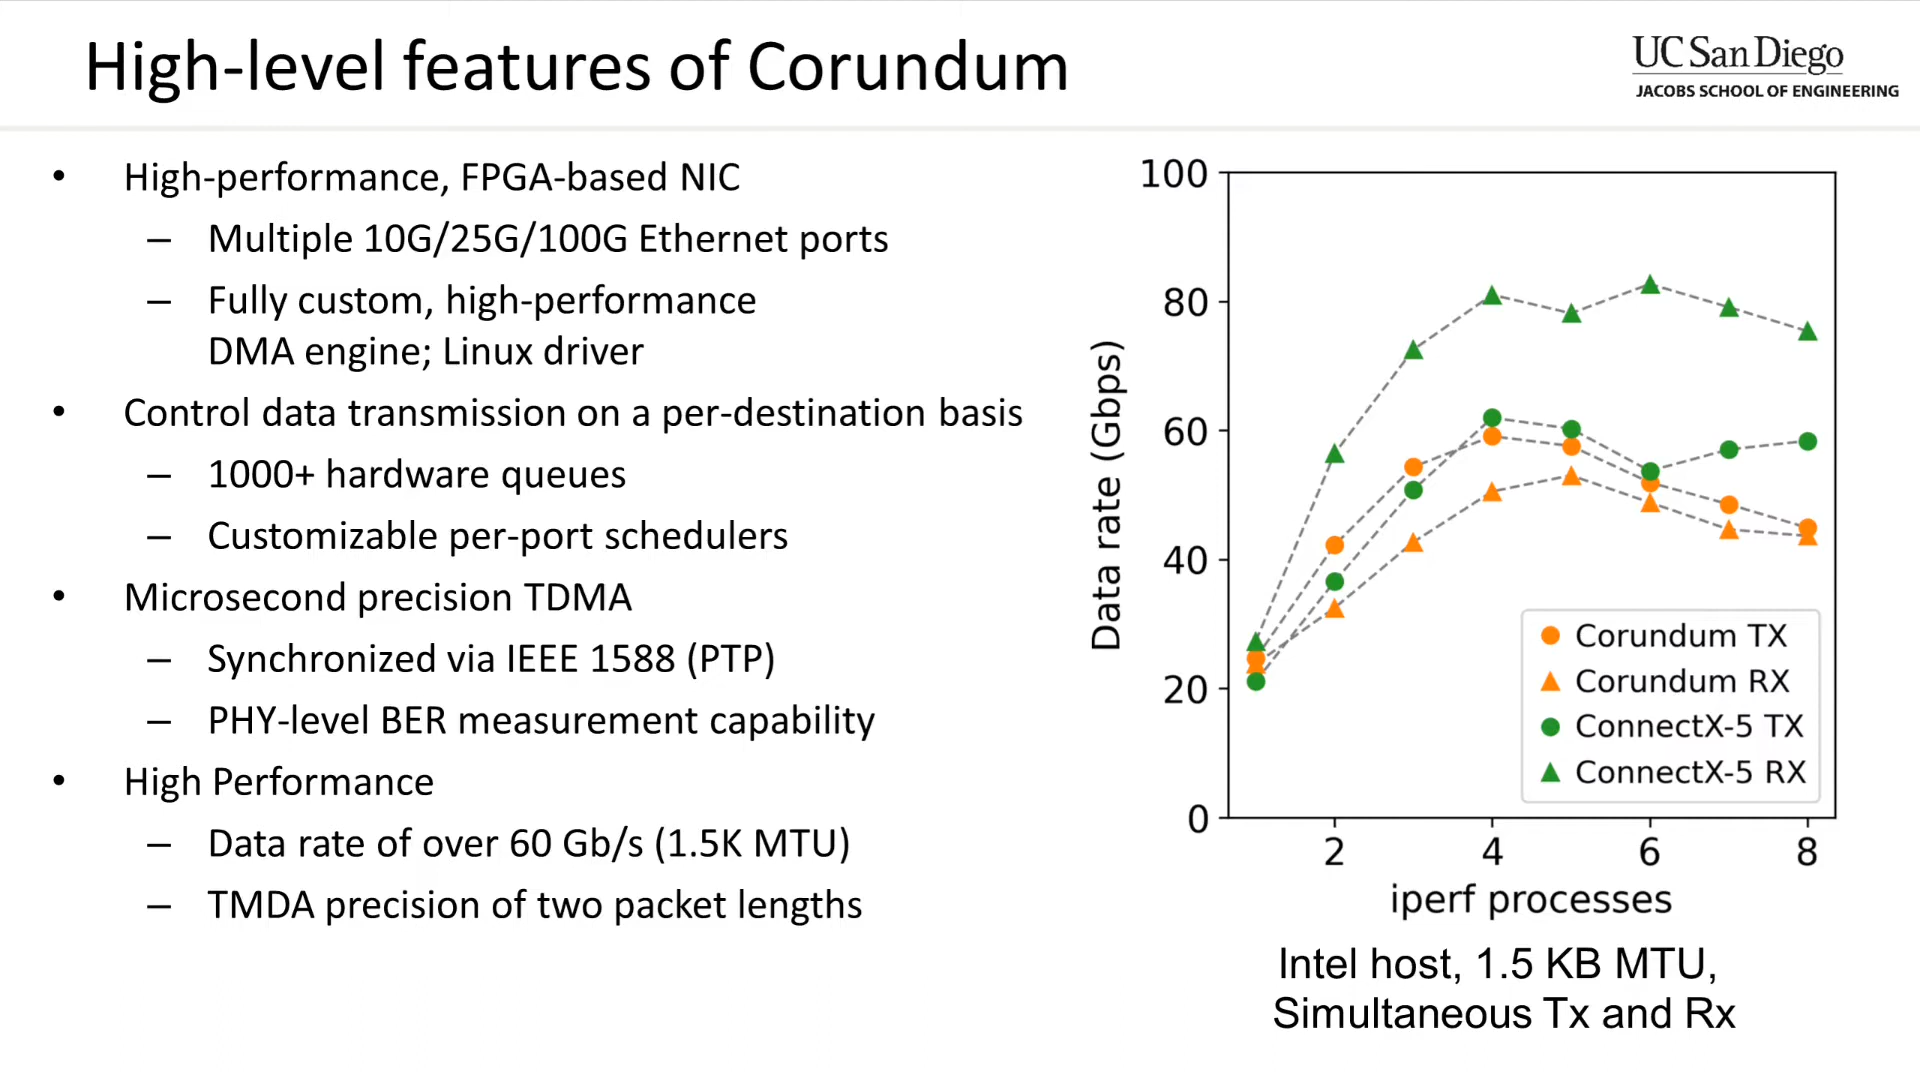 High-level features of Corundum
UC San Diego
JACOBS SCHOOL OF ENGINEERING
• High-performance, FPGA-based NIC
– Multiple 10G/25G/100G Ethernet ports
– Fully custom, high-performance
DMA engine; Linux driver
• Control data transmission on a per-destination basis
– 1000+ hardware queues
– Customizable per-port schedulers
• Microsecond precision TDMA
– Synchronized via IEEE 1588 (PTP)
– PHY-level BER measurement capability
• High Performance
– Data rate of over 60 Gb/s (1.5K MTU)
– TMDA precision of two packet lengths
Data rate (Gbps)
100
80
60
40
20
0
Corundum TX
Corundum RX
ConnectX-5 TX
ConnectX-5 RX
2 4 6 8
iperf processes
Intel host, 1.5 KB MTU,
Simultaneous Tx and Rx